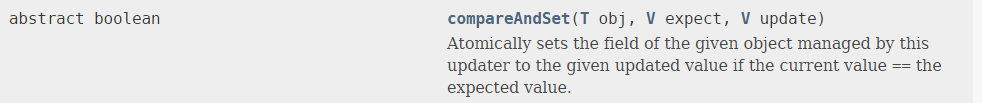 abstract boolean compareAndSet(T obj, V expect, V update)
Atomically sets the field of the given object managed by this
updater to the given updated value if the current value == the
expected value.